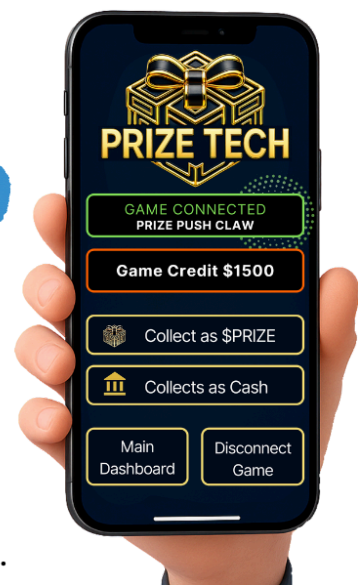 PRIZE TECH
GAME CONNECTED
PRIZE PUSH CLAW
Game Credit $1500
Collect as $PRIZE
Collects as Cash
Main
Dashboard
Disconnect
Game
.